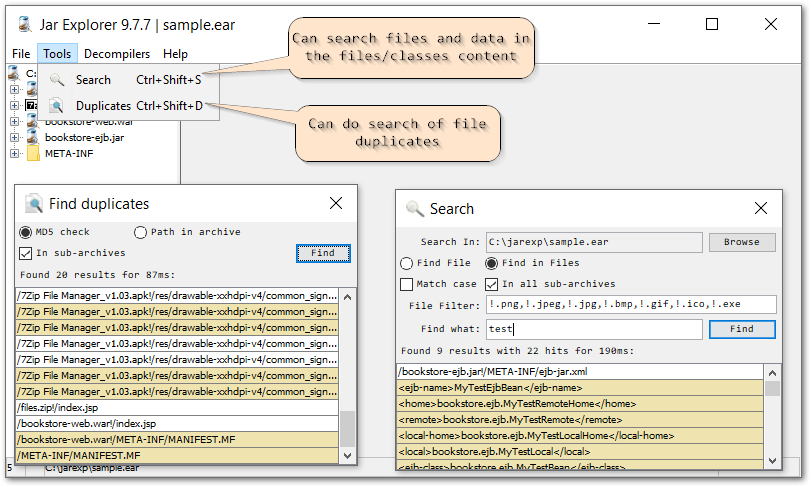 Jar Explorer 9.7.7 | sample.ear
File Tools Decompilers Help
Can search files and data in
the files/classes content
C:
Search Ctrl+Shift+S
Duplicates Ctrl+Shift+D
Can do search of file
duplicates
bookstore-web.war
bookstore-ejb.jar
META-INF
Find duplicates
MD5 check Path in archive
In sub-archives Find
Found 20 results for 87ms:
/7Zip File Manager_v1.03.apk!/res/drawable-xxhdpi-v4/common_sign...
/7Zip File Manager_v1.03.apk!/res/drawable-xxhdpi-v4/common_sign...
/7Zip File Manager_v1.03.apk!/res/drawable-xxhdpi-v4/common_sign...
/7Zip File Manager_v1.03.apk!/res/drawable-xxhdpi-v4/common_sign...
/7Zip File Manager_v1.03.apk!/res/drawable-xxhdpi-v4/common_sign...
/7Zip File Manager_v1.03.apk!/res/drawable-xxhdpi-v4/common_sign...
/7Zip File Manager_v1.03.apk!/res/drawable-xxhdpi-v4/common_sign...
/files.zip!/index.jsp
/bookstore-web.war!/index.jsp
/bookstore-web.war!/META-INF/MANIFEST.MF
/META-INF/MANIFEST.MF
Search
Search In: C:\jarexp\sample.ear Browse
Find File Find in Files
Match case In all sub-archives
File Filter: !.png,!.jpeg,!.jpg,!.bmp,!.gif,!.ico,!.exe
Find what: test Find
Found 9 results with 22 hits for 190ms:
/bookstore-ejb.jar!/META-INF/ejb-jar.xml
<ejb-name>MyTestEjbBean</ejb-name>
<home>bookstore.ejb.MyTestRemoteHome</home>
<remote>bookstore.ejb.MyTestRemote</remote>
<local-home>bookstore.ejb.MyTestLocalHome</local-home>
<local>bookstore.ejb.MyTestLocal</local>
<ejb-class>bookstore.ejb.MyTestBean</ejb-class>
5 C:\jarexp\sample.ear